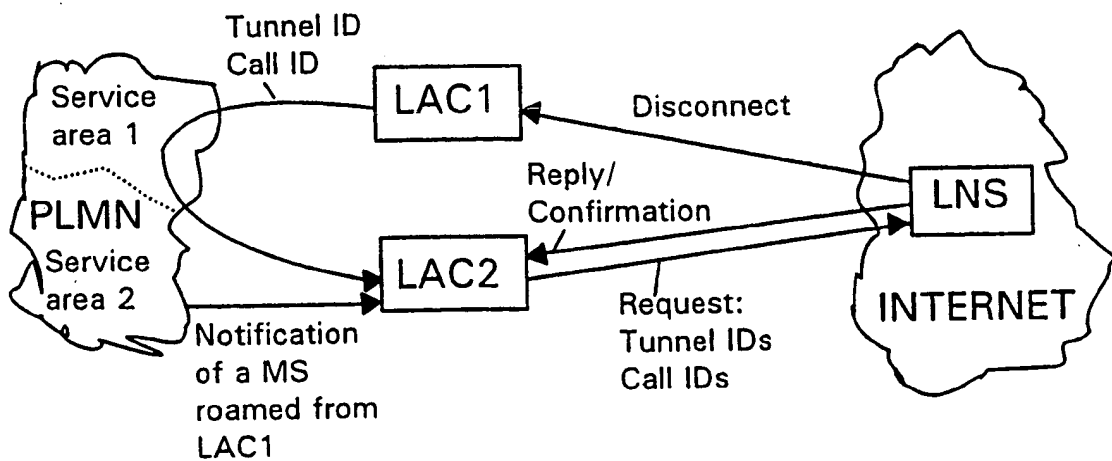 Tunnel ID
Call ID
Service
area 1
LAC1
Disconnect
PLMN
Reply/
Confirmation
LNS
Service
area 2
LAC2
Request:
Tunnel IDs
Call IDs
INTERNET
Notification
of a MS
roamed from
LAC1